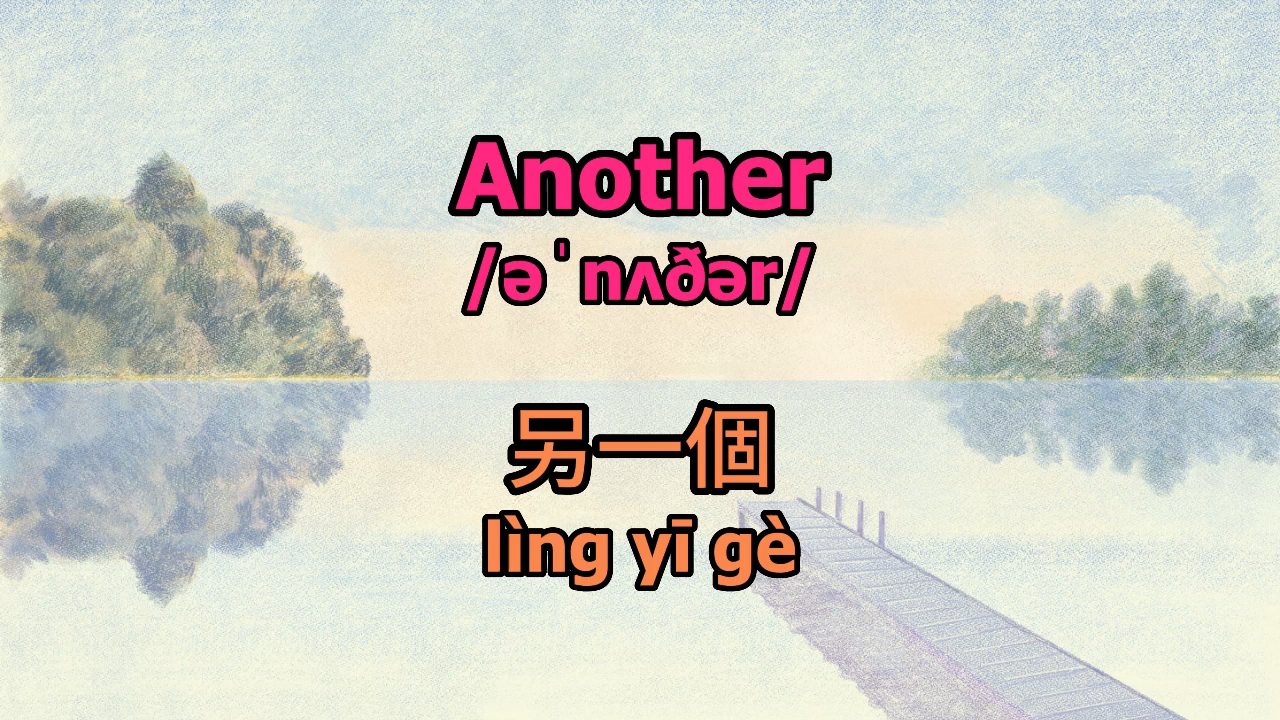 Another
/əˈnʌðər/
另一個
lìng yī gè